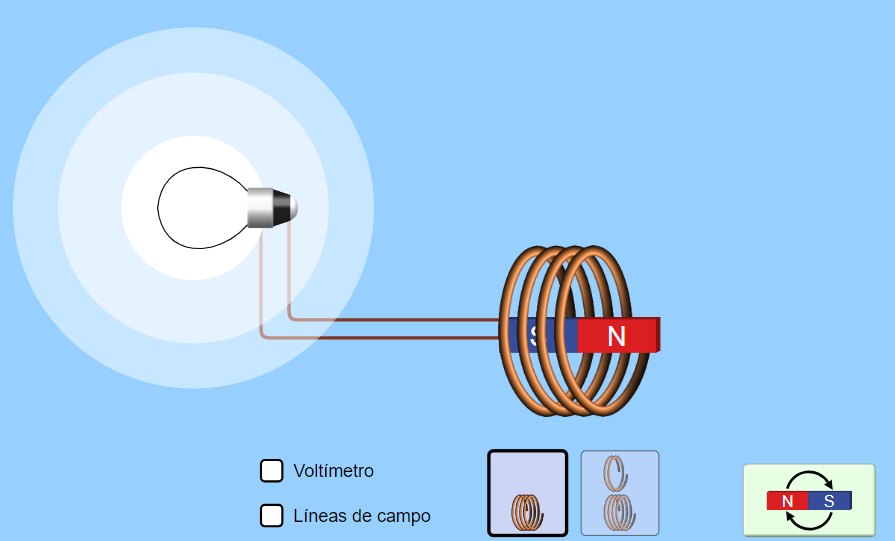 S N
Voltímetro
Líneas de campo
N S